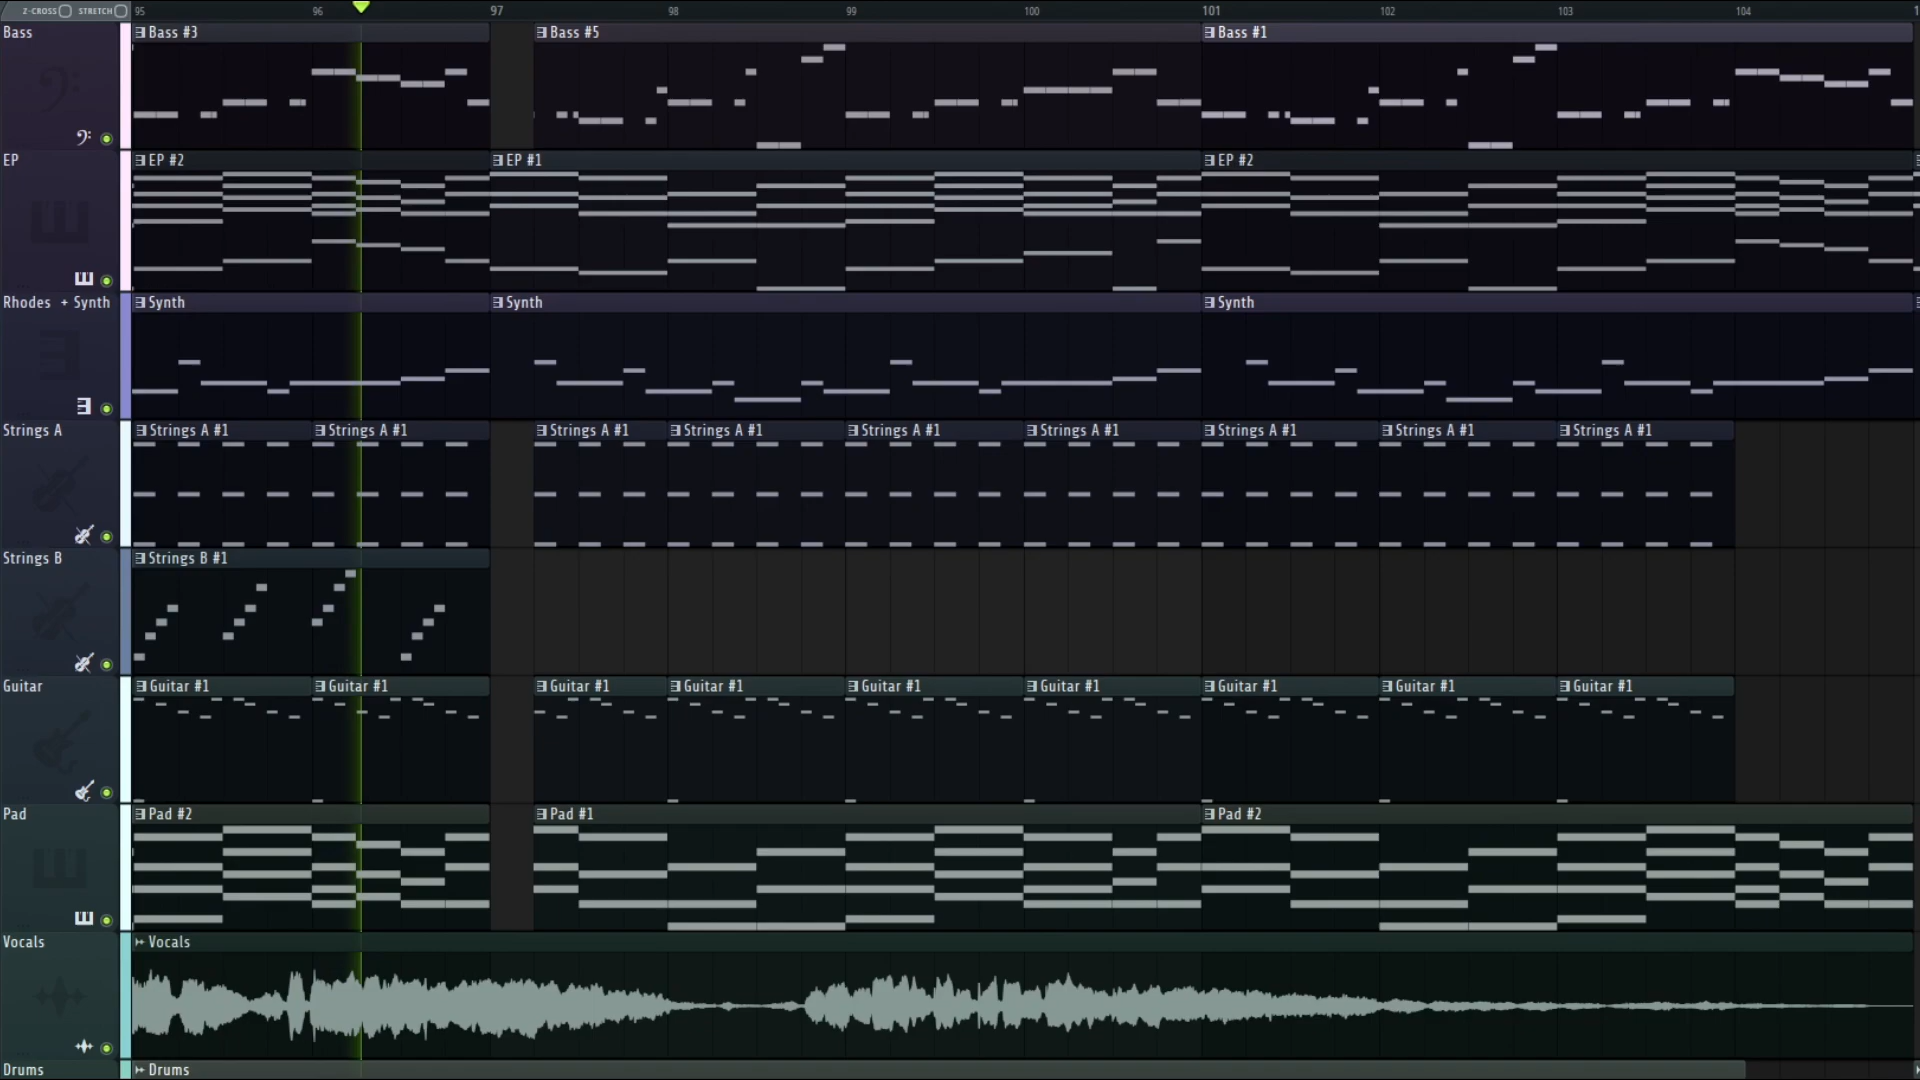 Z-CROSS STRETCH 95 96 97 98 99 100 101 102 103 104
Bass Bass #3 Bass #5 Bass #1
EP EP #2 EP #1 EP #2
Rhodes + Synth Synth Synth Synth
Strings A Strings A #1 Strings A #1 Strings A #1 Strings A #1 Strings A #1 Strings A #1 Strings A #1 Strings A #1 Strings A #1
Strings B Strings B #1
Guitar Guitar #1 Guitar #1 Guitar #1 Guitar #1 Guitar #1 Guitar #1 Guitar #1 Guitar #1 Guitar #1
Pad Pad #2 Pad #1 Pad #2
Vocals Vocals
Drums Drums